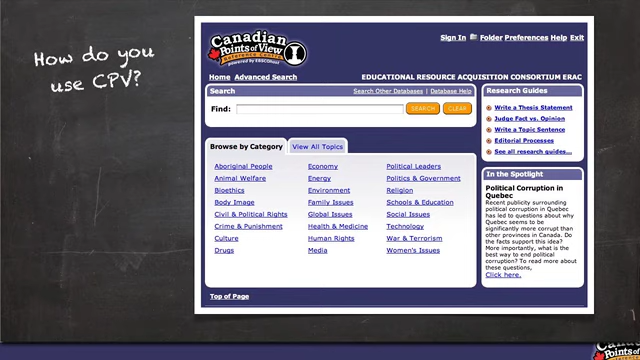 How do you
use CPV?
Canadian
Points of View
Reference Centre
powered by EBSCOhost
Sign In Folder Preferences Help Exit
Home Advanced Search
EDUCATIONAL RESOURCE ACQUISITION CONSORTIUM ERAC
Search
Search Other Databases | Database Help
Find:
SEARCH
CLEAR
Browse by Category
View All Topics
Aboriginal People
Animal Welfare
Bioethics
Body Image
Civil & Political Rights
Crime & Punishment
Culture
Drugs
Economy
Energy
Environment
Family Issues
Global Issues
Health & Medicine
Human Rights
Media
Political Leaders
Politics & Government
Religion
Schools & Education
Social Issues
Technology
War & Terrorism
Women's Issues
Top of Page
Research Guides
Write a Thesis Statement
Judge Fact vs. Opinion
Write a Topic Sentence
Editorial Processes
See all research guides...
In the Spotlight
Political Corruption in
Quebec
Recent publicity surrounding
political corruption in Quebec
has led to questions about why
Quebec seems to be
significantly more corrupt than
other provinces in Canada. Do
the facts support this idea?
More importantly, what is the
best way to end political
corruption? To read more about
these questions,
Click here.
Canadian
Points of View